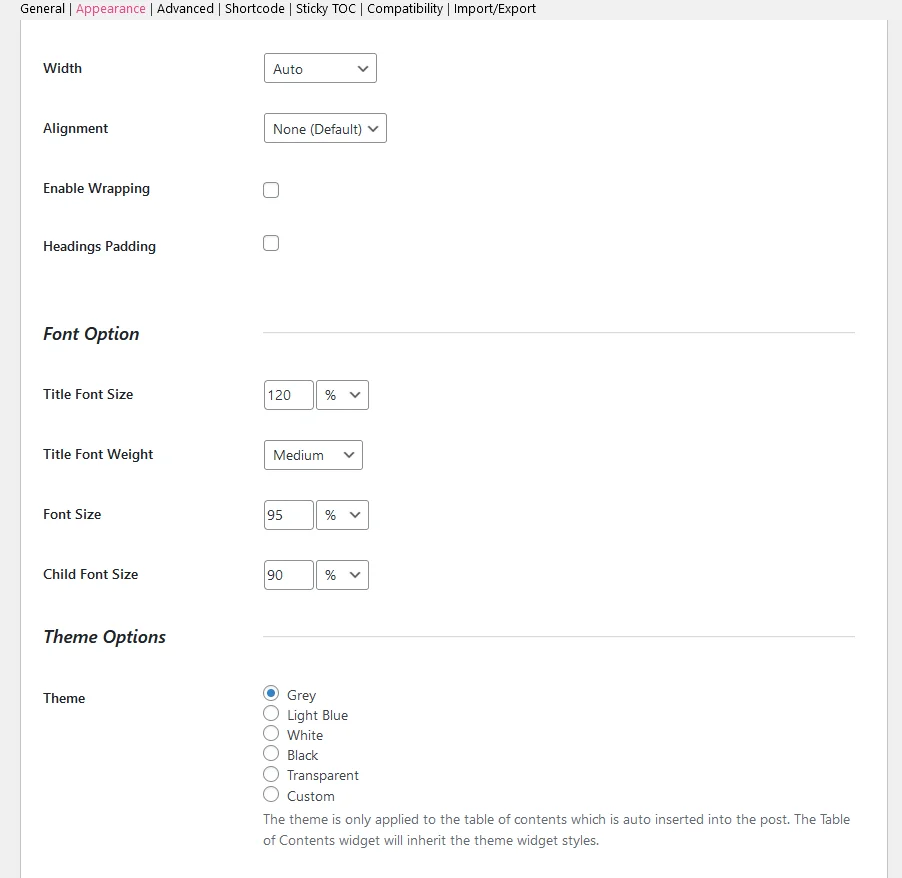 General | Appearance | Advanced | Shortcode | Sticky TOC | Compatibility | Import/Export
Width Auto
Alignment None (Default)
Enable Wrapping
Headings Padding
Font Option
Title Font Size 120 %
Title Font Weight Medium
Font Size 95 %
Child Font Size 90 %
Theme Options
Theme Grey
Light Blue
White
Black
Transparent
Custom
The theme is only applied to the table of contents which is auto inserted into the post. The Table
of Contents widget will inherit the theme widget styles.